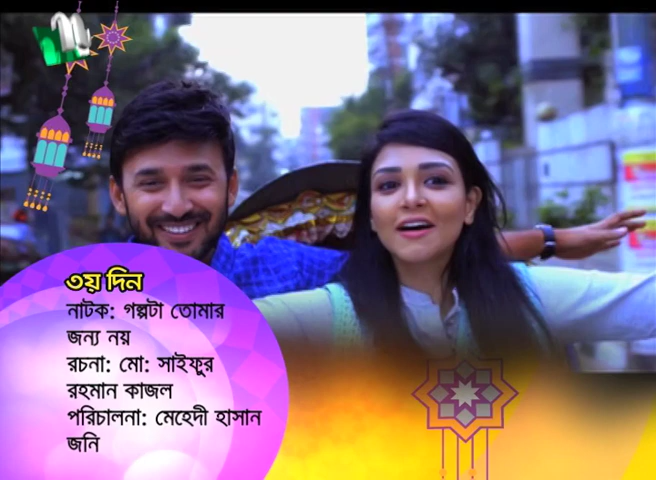 ৩য় দিন
নাটক: গল্পটা তোমার
জন্য নয়
রচনা: মো: সাইফুর
রহমান কাজল
পরিচালনা: মেহেদী হাসান
জনি